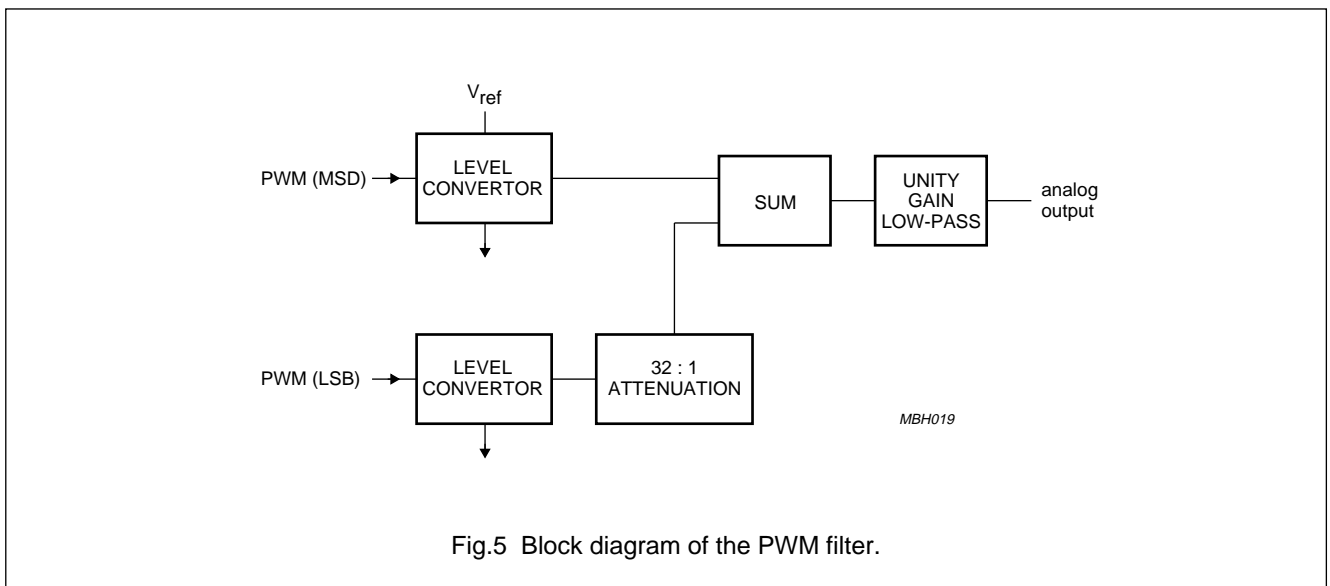 Vref
PWM (MSD)
LEVEL
CONVERTOR
SUM
UNITY
GAIN
LOW-PASS
analog
output
PWM (LSB)
LEVEL
CONVERTOR
32 : 1
ATTENUATION
MBH019
Fig.5 Block diagram of the PWM filter.